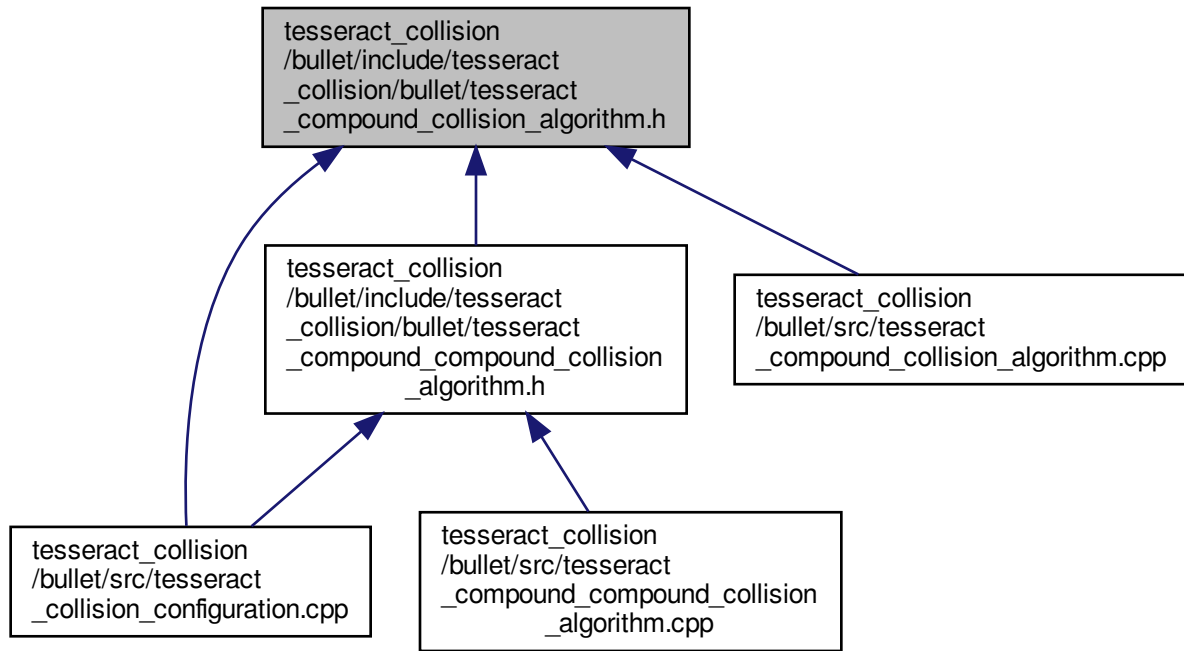 tesseract_collision
/bullet/include/tesseract
_collision/bullet/tesseract
_compound_collision_algorithm.h
tesseract_collision
/bullet/include/tesseract
_collision/bullet/tesseract
_compound_compound_collision
_algorithm.h
tesseract_collision
/bullet/src/tesseract
_compound_collision_algorithm.cpp
tesseract_collision
/bullet/src/tesseract
_collision_configuration.cpp
tesseract_collision
/bullet/src/tesseract
_compound_compound_collision
_algorithm.cpp